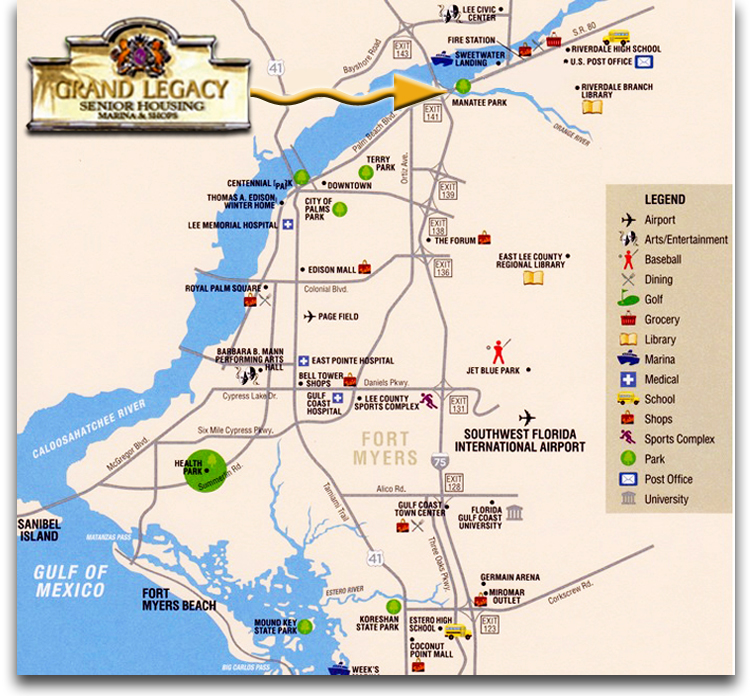 GRAND LEGACY
SENIOR HOUSING
MARINA & SHOPS
LEE CIVIC
CENTER
FIRE STATION
S.R. 80
EXIT
143
Bayshore Road
41
SWEETWATER
LANDING
RIVERDALE HIGH SCHOOL
U.S. POST OFFICE
RIVERDALE BRANCH
LIBRARY
MANATEE PARK
EXIT
141
ORANGE RIVER
Palm Beach Blvd.
Ortiz Ave.
TERRY
PARK
CENTENNIAL PARK
DOWNTOWN
EXIT
139
THOMAS A. EDISON
WINTER HOME
CITY OF
PALMS
PARK
LEE MEMORIAL HOSPITAL
EXIT
138
THE FORUM
EXIT
136
EAST LEE COUNTY
REGIONAL LIBRARY
EDISON MALL
ROYAL PALM SQUARE
Colonial Blvd.
PAGE FIELD
BARBARA B. MANN
PERFORMING ARTS
HALL
EAST POINTE HOSPITAL
JET BLUE PARK
BELL TOWER
SHOPS
Daniels Pkwy.
Cypress Lake Dr.
GULF
COAST
HOSPITAL
LEE COUNTY
SPORTS COMPLEX
EXIT
131
CALOOSAHATCHEE RIVER
Six Mile Cypress Pkwy.
McGregor Blvd.
FORT
MYERS
SOUTHWEST FLORIDA
INTERNATIONAL AIRPORT
HEALTH
PARK
Summerlin Rd.
75
EXIT
128
Alico Rd.
Tamiami Trail
GULF COAST
TOWN CENTER
FLORIDA
GULF COAST
UNIVERSITY
SANIBEL
ISLAND
MATANZAS PASS
GULF OF
MEXICO
41
Three Oaks Pkwy.
FORT
MYERS BEACH
ESTERO RIVER
GERMAIN ARENA
MIROMAR
OUTLET
Corkscrew Rd.
MOUND KEY
STATE PARK
KORESHAN
STATE PARK
ESTERO HIGH
SCHOOL
EXIT
123
COCONUT
POINT MALL
BIG CARLOS PASS
WEEK'S
LEGEND
Airport
Arts/Entertainment
Baseball
Dining
Golf
Grocery
Library
Marina
Medical
School
Shops
Sports Complex
Park
Post Office
University